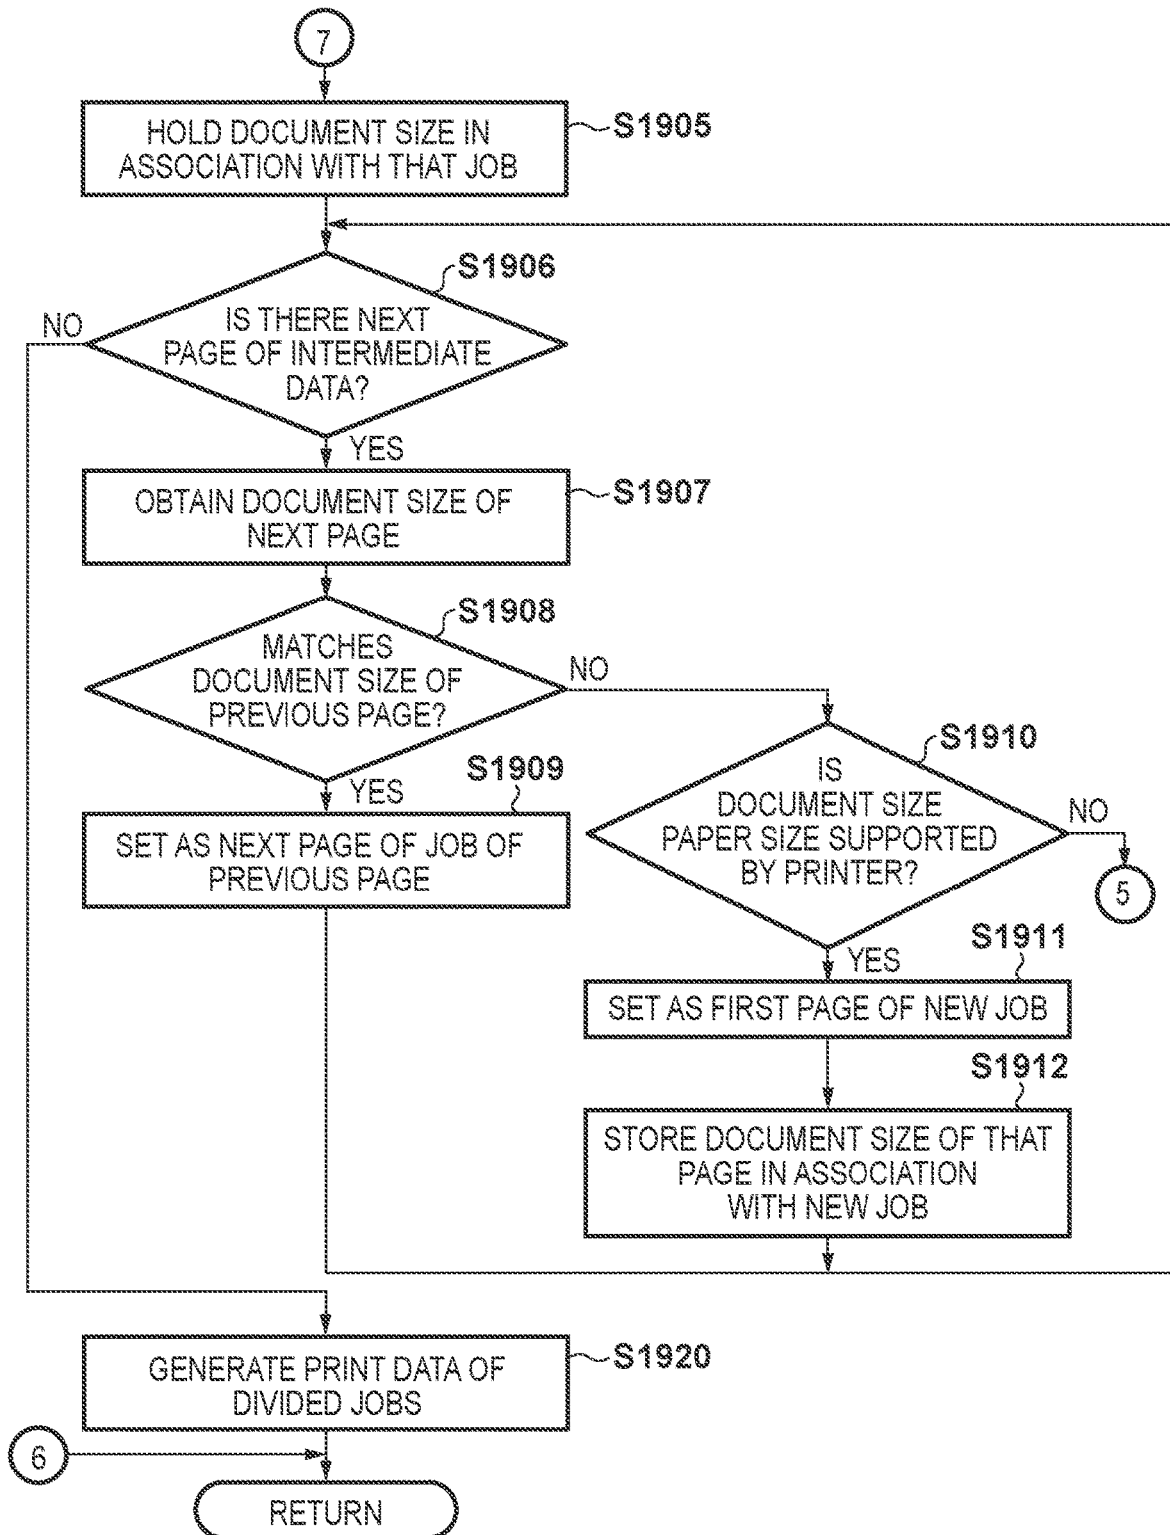 7
HOLD DOCUMENT SIZE IN
ASSOCIATION WITH THAT JOB
S1905
S1906
IS THERE NEXT
PAGE OF INTERMEDIATE
DATA?
NO
YES
OBTAIN DOCUMENT SIZE OF
NEXT PAGE
S1907
S1908
MATCHES
DOCUMENT SIZE OF
PREVIOUS PAGE?
NO
YES
S1909
SET AS NEXT PAGE OF JOB OF
PREVIOUS PAGE
S1910
IS
DOCUMENT SIZE
PAPER SIZE SUPPORTED
BY PRINTER?
NO
5
YES
S1911
SET AS FIRST PAGE OF NEW JOB
S1912
STORE DOCUMENT SIZE OF THAT
PAGE IN ASSOCIATION
WITH NEW JOB
GENERATE PRINT DATA OF
DIVIDED JOBS
S1920
6
RETURN